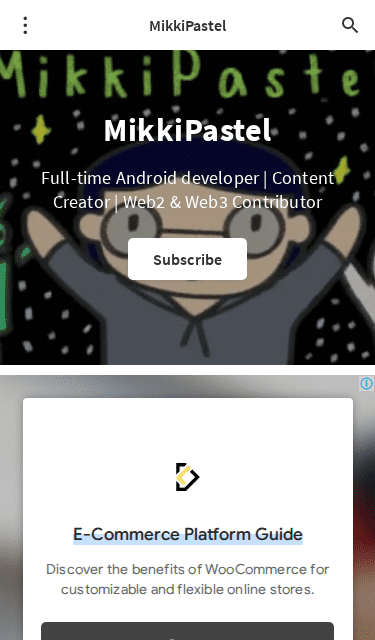 MikkiPastel
MikkiPaste
MikkiPastel
Full-time Android developer | Content
Creator | Web2 & Web3 Contributor
Subscribe
E-Commerce Platform Guide
Discover the benefits of WooCommerce for
customizable and flexible online stores.